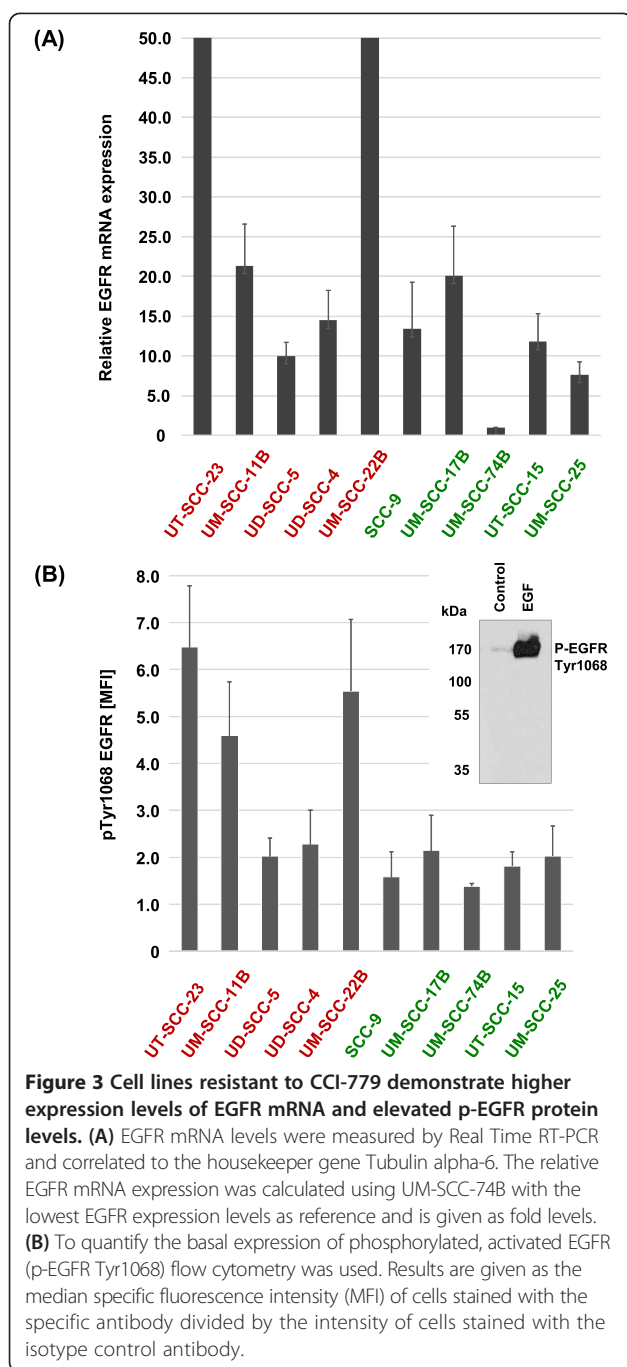 (A)
50.0
45.0
40.0
35.0
30.0
25.0
20.0
15.0
10.0
5.0
0
Relative EGFR mRNA expression
UT-SCC-23
UM-SCC-11B
UD-SCC-5
UD-SCC-4
UM-SCC-22B
SCC-9
UM-SCC-17B
UM-SCC-74B
UT-SCC-15
UM-SCC-25
(B)
8.0
7.0
6.0
5.0
4.0
3.0
2.0
1.0
0
pTyr1068 EGFR [MFI]
Control
EGF
kDa
170
100
55
35
P-EGFR
Tyr1068
UT-SCC-23
UM-SCC-11B
UD-SCC-5
UD-SCC-4
UM-SCC-22B
SCC-9
UM-SCC-17B
UM-SCC-74B
UT-SCC-15
UM-SCC-25
Figure 3 Cell lines resistant to CCI-779 demonstrate higher
expression levels of EGFR mRNA and elevated p-EGFR protein
levels. (A) EGFR mRNA levels were measured by Real Time RT-PCR
and correlated to the housekeeper gene Tubulin alpha-6. The relative
EGFR mRNA expression was calculated using UM-SCC-74B with the
lowest EGFR expression levels as reference and is given as fold levels.
(B) To quantify the basal expression of phosphorylated, activated EGFR
(p-EGFR Tyr1068) flow cytometry was used. Results are given as the
median specific fluorescence intensity (MFI) of cells stained with the
specific antibody divided by the intensity of cells stained with the
isotype control antibody.